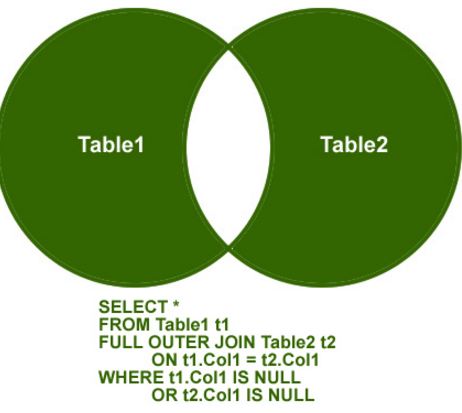 Table1
Table2
SELECT *
FROM Table1 t1
FULL OUTER JOIN Table2 t2
ON t1.Col1 = t2.Col1
WHERE t1.Col1 IS NULL
OR t2.Col1 IS NULL